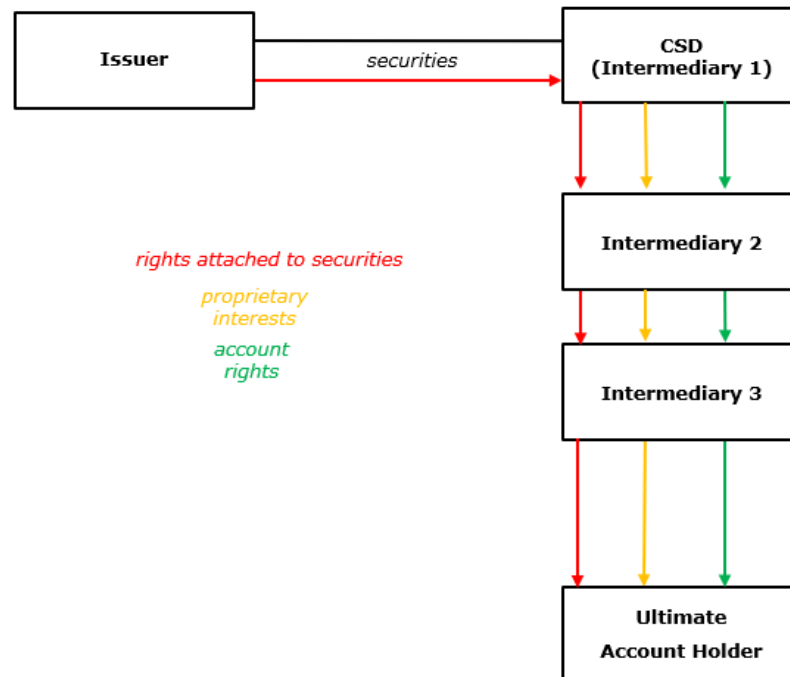 Issuer
securities
CSD
(Intermediary 1)
Intermediary 2
rights attached to securities
proprietary
interests
account
rights
Intermediary 3
Ultimate
Account Holder